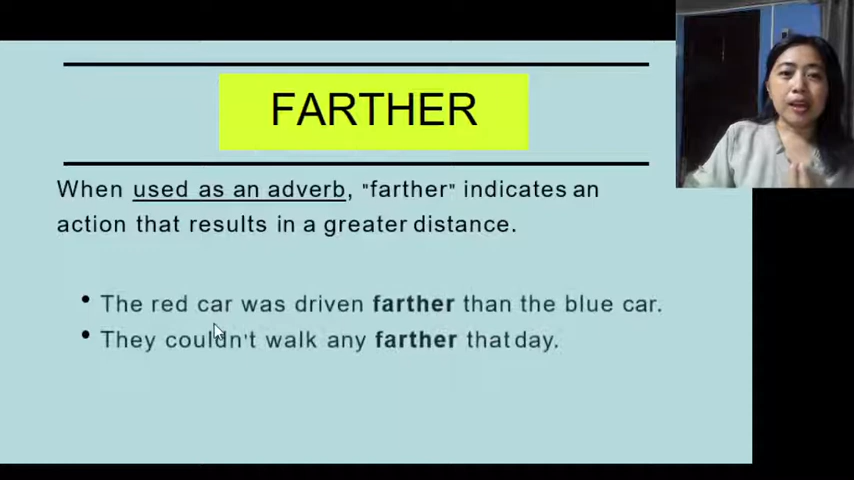 FARTHER
When used as an adverb, "farther" indicates an
action that results in a greater distance.
• The red car was driven farther than the blue car.
• They couldn't walk any farther that day.